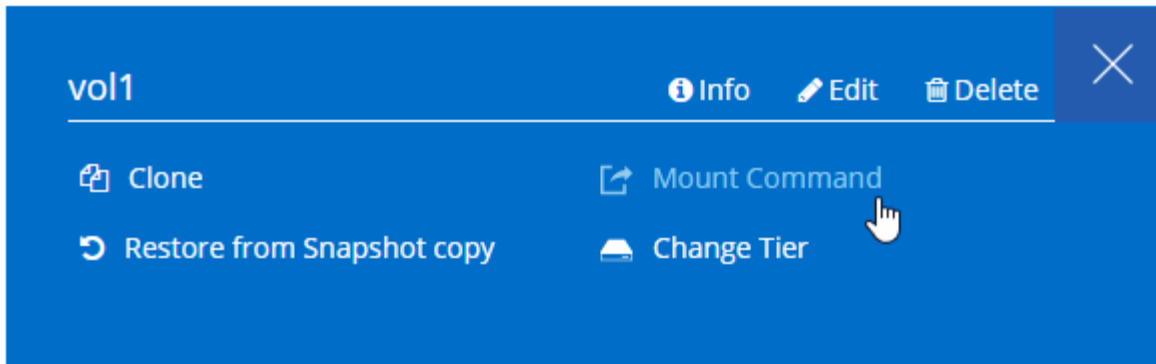 vol1 Info Edit Delete
Clone Mount Command
Restore from Snapshot copy Change Tier